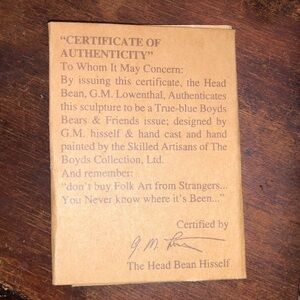 "CERTIFICATE OF
AUTHENTICITY"
To Whom It May Concern:
By issuing this certificate, the Head
Bean, G.M. Lowenthal, Authenticates
this sculpture to be a True-blue Boyds
Bears & Friends issue; designed by
G.M. hisself & hand cast and hand
painted by the Skilled Artisans of The
Boyds Collection, Ltd.
And remember:
"don't buy Folk Art from Strangers...
You Never know where it's Been..."
Certified by
The Head Bean Hisself